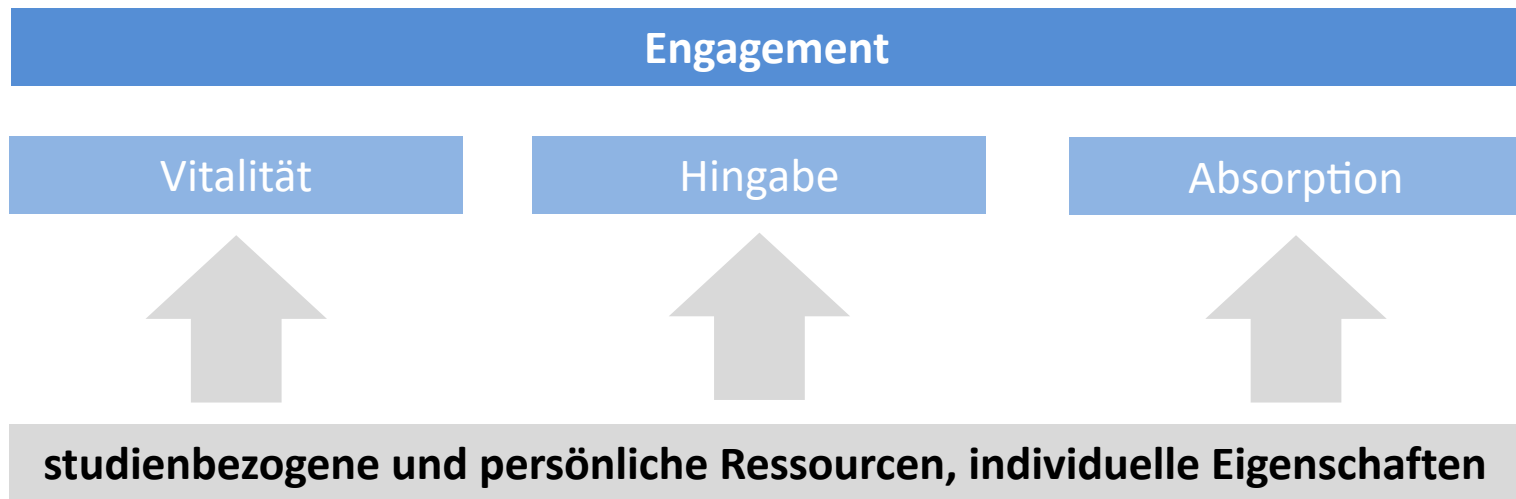 Engagement
Vitalität
Hingabe
Absorption
studienbezogene und persönliche Ressourcen, individuelle Eigenschaften